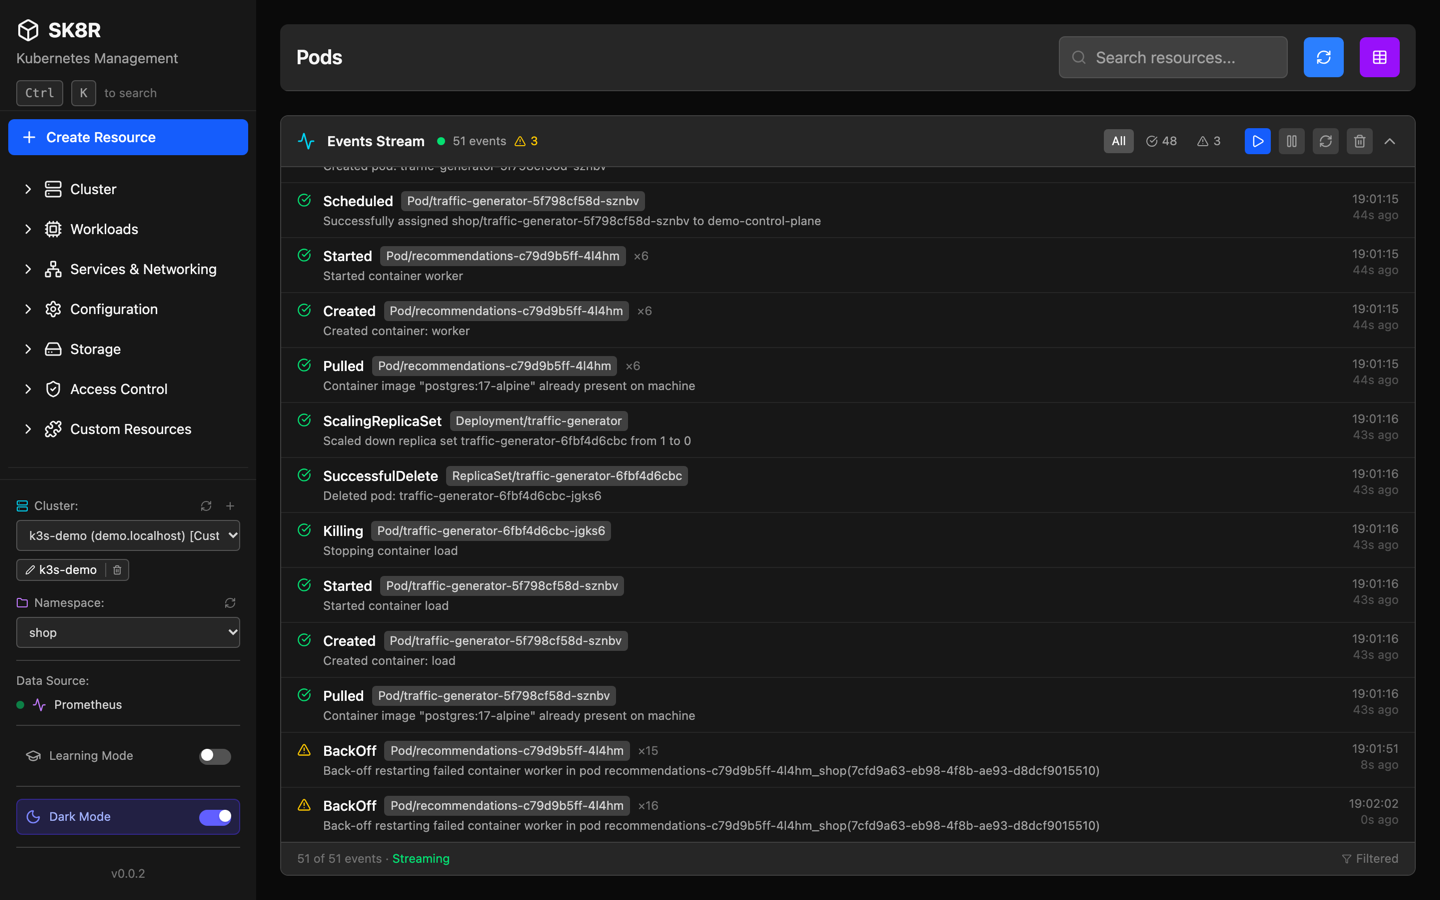 SK8R
Kubernetes Management
Ctrl K to search
Create Resource
Cluster
Workloads
Services & Networking
Configuration
Storage
Access Control
Custom Resources
Cluster:
k3s-demo (demo.localhost) [Cust
k3s-demo
Namespace:
shop
Data Source:
Prometheus
Learning Mode
Dark Mode
v0.0.2
Pods
Search resources...
Events Stream 51 events 3
All 48 3
Created pod: traffic-generator-5f798cf58d-sznbv
Scheduled Pod/traffic-generator-5f798cf58d-sznbv 19:01:15
Successfully assigned shop/traffic-generator-5f798cf58d-sznbv to demo-control-plane 44s ago
Started Pod/recommendations-c79d9b5ff-4l4hm ×6 19:01:15
Started container worker 44s ago
Created Pod/recommendations-c79d9b5ff-4l4hm ×6 19:01:15
Created container: worker 44s ago
Pulled Pod/recommendations-c79d9b5ff-4l4hm ×6 19:01:15
Container image "postgres:17-alpine" already present on machine 44s ago
ScalingReplicaSet Deployment/traffic-generator 19:01:16
Scaled down replica set traffic-generator-6fbf4d6cbc from 1 to 0 43s ago
SuccessfulDelete ReplicaSet/traffic-generator-6fbf4d6cbc 19:01:16
Deleted pod: traffic-generator-6fbf4d6cbc-jgks6 43s ago
Killing Pod/traffic-generator-6fbf4d6cbc-jgks6 19:01:16
Stopping container load 43s ago
Started Pod/traffic-generator-5f798cf58d-sznbv 19:01:16
Started container load 43s ago
Created Pod/traffic-generator-5f798cf58d-sznbv 19:01:16
Created container: load 43s ago
Pulled Pod/traffic-generator-5f798cf58d-sznbv 19:01:16
Container image "postgres:17-alpine" already present on machine 43s ago
BackOff Pod/recommendations-c79d9b5ff-4l4hm ×15 19:01:51
Back-off restarting failed container worker in pod recommendations-c79d9b5ff-4l4hm_shop(7cfd9a63-eb98-4f8b-ae93-d8dcf9015510) 8s ago
BackOff Pod/recommendations-c79d9b5ff-4l4hm ×16 19:02:02
Back-off restarting failed container worker in pod recommendations-c79d9b5ff-4l4hm_shop(7cfd9a63-eb98-4f8b-ae93-d8dcf9015510) 0s ago
51 of 51 events · Streaming Filtered